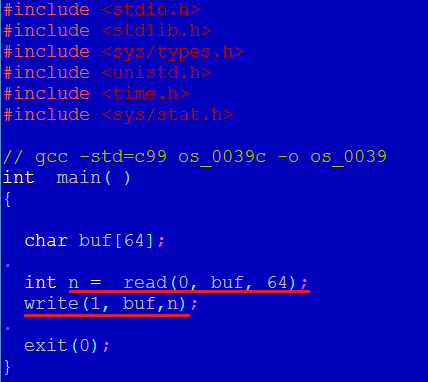 #include <stdio.h>
#include <stdlib.h>
#include <sys/types.h>
#include <unistd.h>
#include <time.h>
#include <sys/stat.h>
// gcc -std=c99 os_0039c -o os_0039
int  main( )
{
char buf[64];
.
int n =  read(0, buf, 64);
write(1, buf,n);
.
exit(0);
}